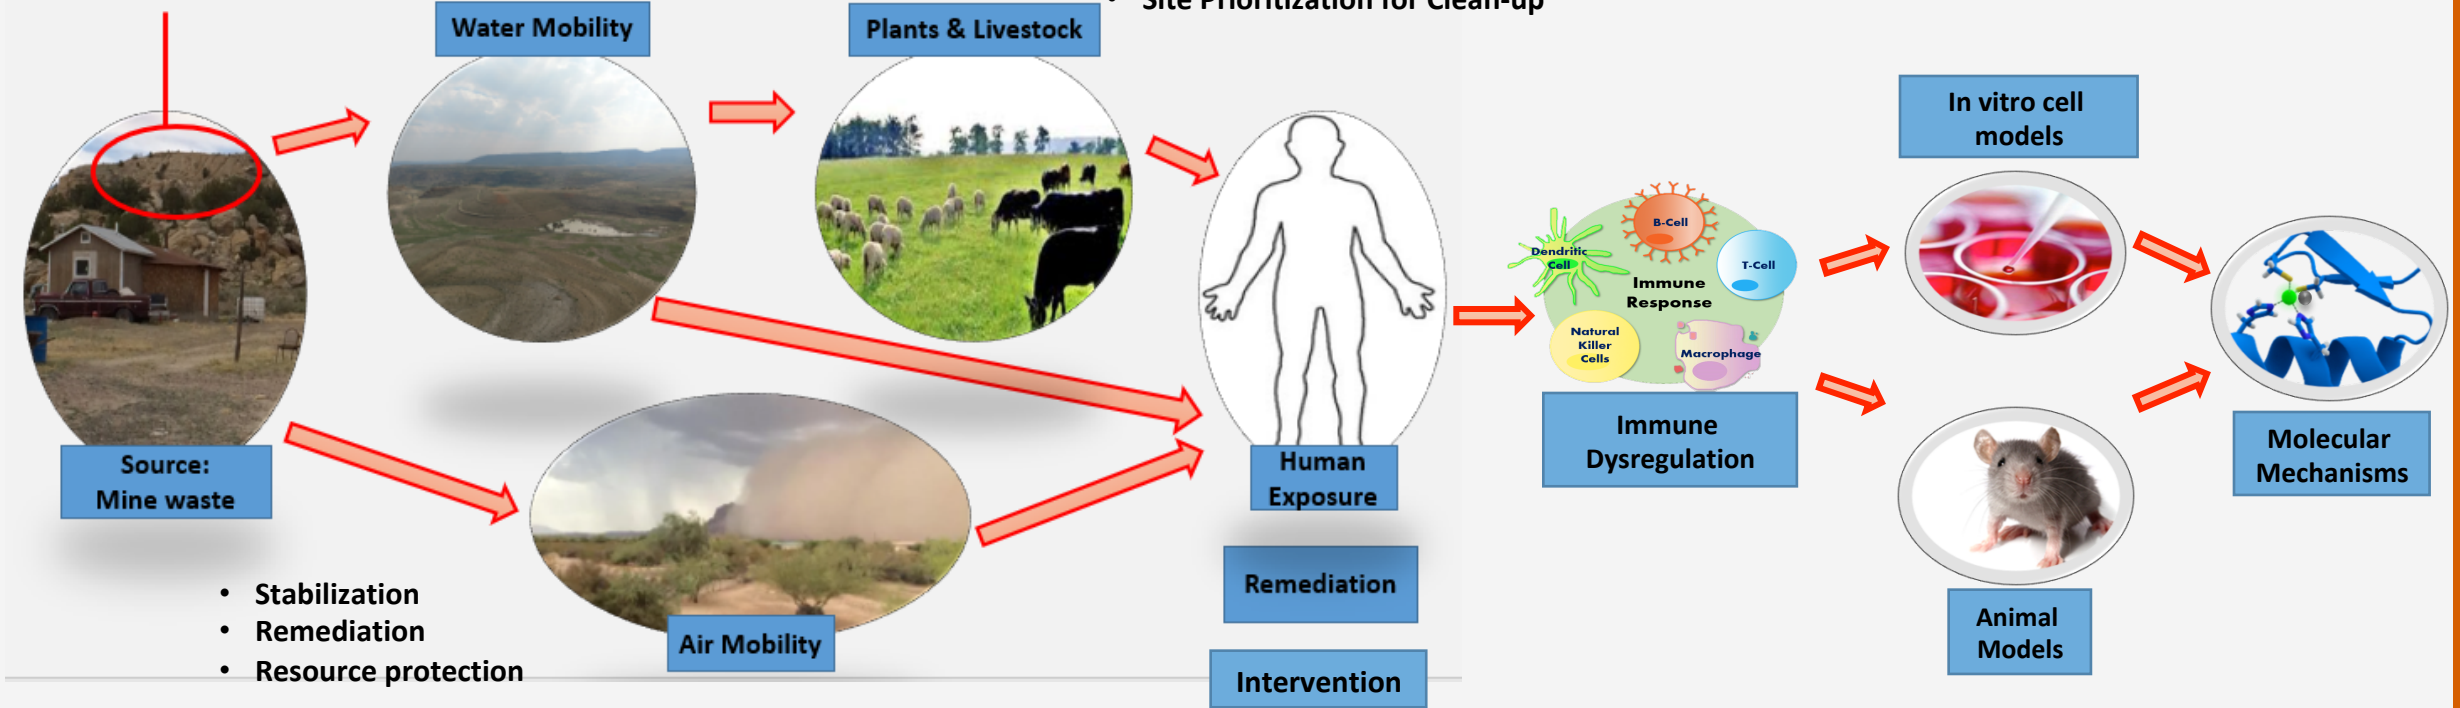 • Site Prioritization for Clean-up
Water Mobility
Plants & Livestock
In vitro cell
models
B-Cell
Dendritic
Cell
T-Cell
Immune
Response
Natural
Killer
Cells
Macrophage
Immune
Dysregulation
Source:
Mine waste
Human
Exposure
Molecular
Mechanisms
Remediation
• Stabilization
• Remediation
• Resource protection
Air Mobility
Animal
Models
Intervention